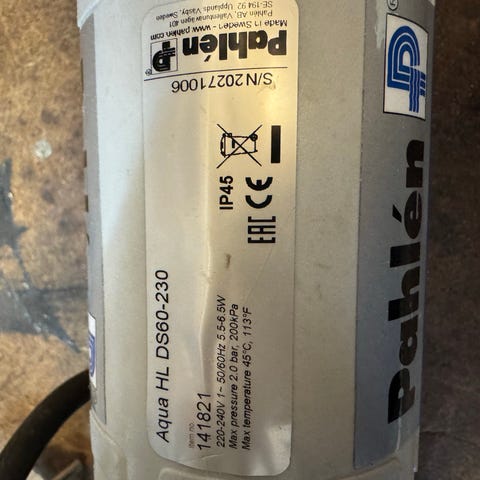 Pahlén
Made in Sweden - www.pahlen.com
Pahlén AB, Vallentunavägen 401
SE-194 92 Upplands Väsby, Sweden
S/N 20271006
IP45
EAC CE
Aqua HL DS60-230
Item no.
141821
220-240V 1~ 50/60Hz 5.5-6.5W
Max pressure 2.0 bar, 200kPa
Max temperature 45°C, 113°F
Pahlén